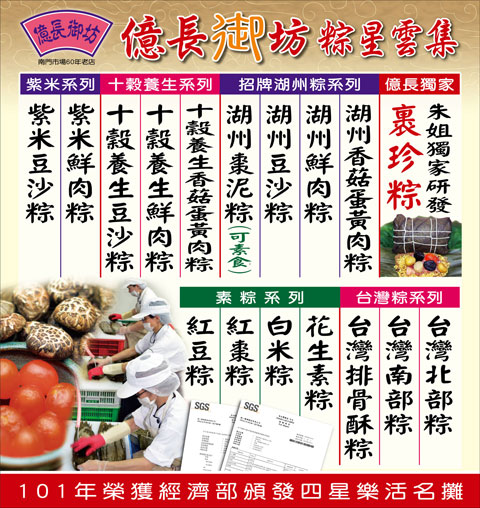 億長御坊
南門市場60年老店
億長御坊 粽星雲集
億長獨家
朱姐獨家研發
裹珍粽
招牌湖州粽系列
湖州香菇蛋黃肉粽
湖州鮮肉粽
湖州豆沙粽
湖州棗泥粽(可素食)
十穀養生系列
十穀養生香菇蛋黃肉粽
十穀養生鮮肉粽
十穀養生豆沙粽
紫米系列
紫米鮮肉粽
紫米豆沙粽
台灣粽系列
台灣北部粽
台灣南部粽
台灣排骨酥粽
素粽系列
花生素粽
白米粽
紅棗粽
紅豆粽
SGS
SGS
101年榮獲經濟部頒發四星樂活名攤